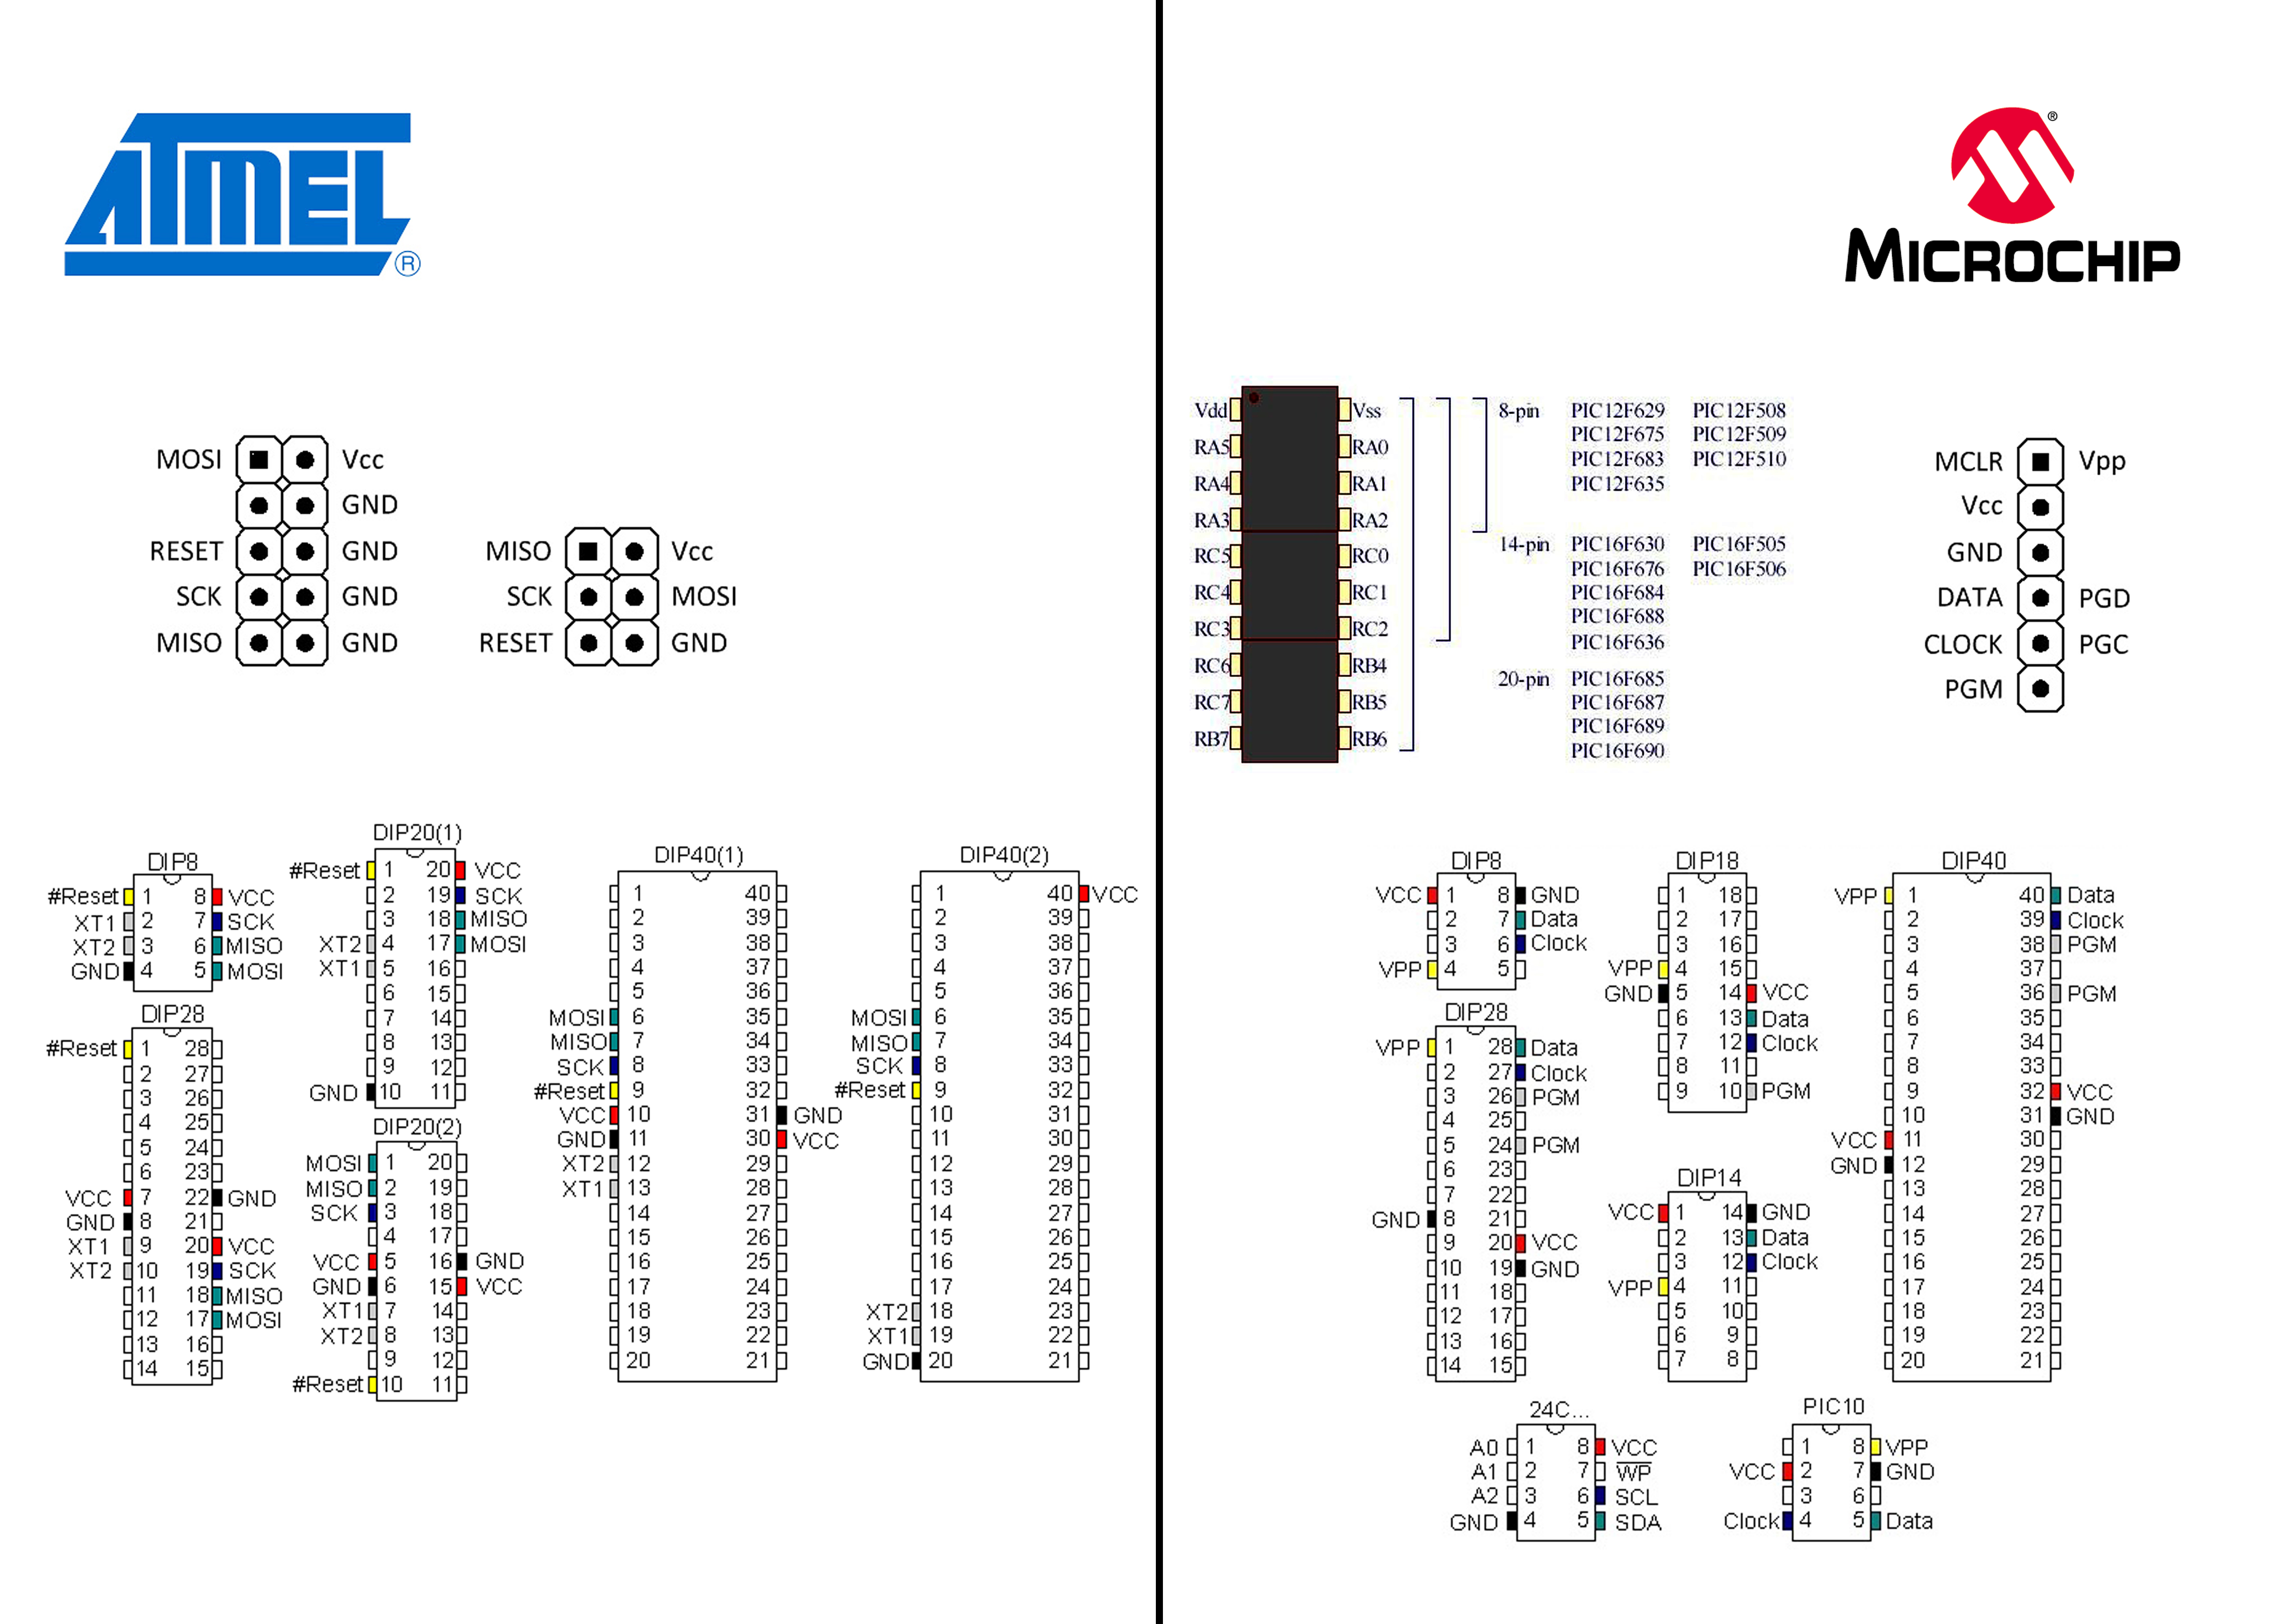 ATMEL
®
MOSI Vcc
GND
RESET GND
SCK GND
MISO GND
MISO Vcc
SCK MOSI
RESET GND
DIP8
#Reset 1 8 VCC
XT1 2 7 SCK
XT2 3 6 MISO
GND 4 5 MOSI
DIP28
#Reset 1 28
2 27
3 26
4 25
5 24
6 23
VCC 7 22 GND
GND 8 21
XT1 9 20 VCC
XT2 10 19 SCK
11 18 MISO
12 17 MOSI
13 16
14 15
DIP20(1)
#Reset 1 20 VCC
2 19 SCK
3 18 MISO
XT2 4 17 MOSI
XT1 5 16
6 15
7 14
8 13
9 12
GND 10 11
DIP20(2)
MOSI 1 20
MISO 2 19
SCK 3 18
4 17
VCC 5 16 GND
GND 6 15 VCC
XT1 7 14
XT2 8 13
9 12
#Reset 10 11
DIP40(1)
1 40
2 39
3 38
4 37
5 36
MOSI 6 35
MISO 7 34
SCK 8 33
#Reset 9 32
VCC 10 31 GND
GND 11 30 VCC
XT2 12 29
XT1 13 28
14 27
15 26
16 25
17 24
18 23
19 22
20 21
DIP40(2)
1 40 VCC
2 39
3 38
4 37
5 36
MOSI 6 35
MISO 7 34
SCK 8 33
#Reset 9 32
10 31
11 30
12 29
13 28
14 27
15 26
16 25
17 24
XT2 18 23
XT1 19 22
GND 20 21
®
MICROCHIP
Vdd Vss
RA5 RA0
RA4 RA1
RA3 RA2
RC5 RC0
RC4 RC1
RC3 RC2
RC6 RB4
RC7 RB5
RB7 RB6
8-pin PIC12F629 PIC12F508
PIC12F675 PIC12F509
PIC12F683 PIC12F510
PIC12F635
14-pin PIC16F630 PIC16F505
PIC16F676 PIC16F506
PIC16F684
PIC16F688
PIC16F636
20-pin PIC16F685
PIC16F687
PIC16F689
PIC16F690
MCLR Vpp
Vcc
GND
DATA PGD
CLOCK PGC
PGM
DIP8
VCC 1 8 GND
2 7 Data
3 6 Clock
VPP 4 5
DIP28
VPP 1 28 Data
2 27 Clock
3 26 PGM
4 25
5 24 PGM
6 23
7 22
GND 8 21
9 20 VCC
10 19 GND
11 18
12 17
13 16
14 15
DIP18
1 18
2 17
3 16
VPP 4 15
GND 5 14 VCC
6 13 Data
7 12 Clock
8 11
9 10 PGM
DIP14
VCC 1 14 GND
2 13 Data
3 12 Clock
VPP 4 11
5 10
6 9
7 8
DIP40
VPP 1 40 Data
2 39 Clock
3 38 PGM
4 37
5 36 PGM
6 35
7 34
8 33
9 32 VCC
10 31 GND
VCC 11 30
GND 12 29
13 28
14 27
15 26
16 25
17 24
18 23
19 22
20 21
24C...
A0 1 8 VCC
A1 2 7 WP
A2 3 6 SCL
GND 4 5 SDA
PIC10
1 8 VPP
VCC 2 7 GND
3 6
Clock 4 5 Data